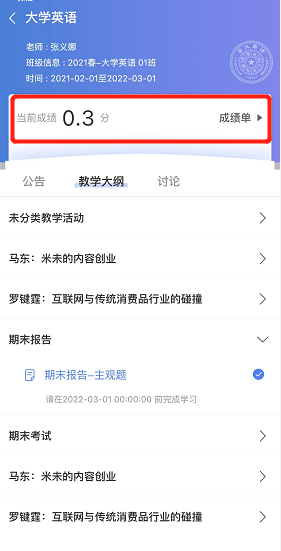 大学英语
老师：张义娜
班级信息：2021春-大学英语 01班
时间：2021-02-01至2022-03-01
当前成绩 0.3 分 成绩单
公告 教学大纲 讨论
未分类教学活动
马东：米未的内容创业
罗键霆：互联网与传统消费品行业的碰撞
期末报告
期末报告-主观题
请在2022-03-01 00:00:00 前完成学习
期末考试
马东：米未的内容创业
罗键霆：互联网与传统消费品行业的碰撞